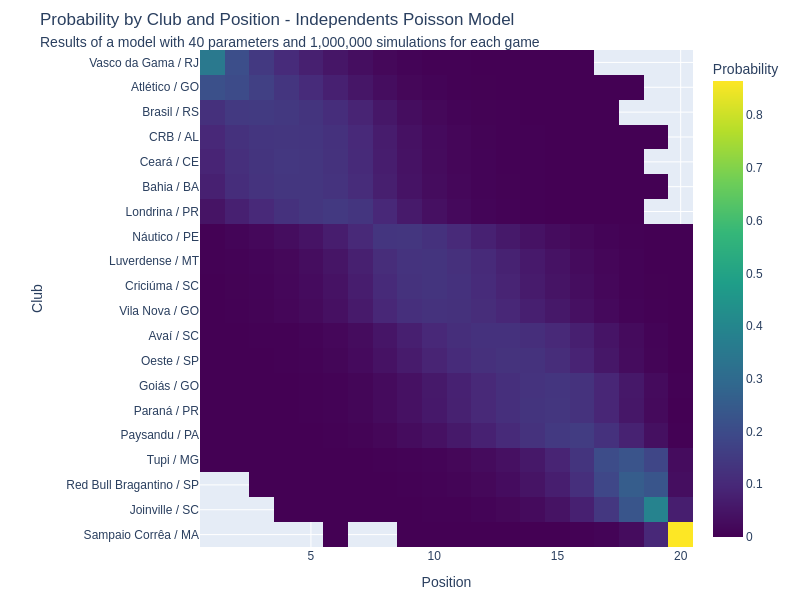 Probability by Club and Position - Independents Poisson Model
Results of a model with 40 parameters and 1,000,000 simulations for each game
Probability
Vasco da Gama / RJ
Atlético / GO
Brasil / RS
CRB / AL
Ceará / CE
Bahia / BA
Londrina / PR
Náutico / PE
Luverdense / MT
Criciúma / SC
Vila Nova / GO
Avaí / SC
Oeste / SP
Goiás / GO
Paraná / PR
Paysandu / PA
Tupi / MG
Red Bull Bragantino / SP
Joinville / SC
Sampaio Corrêa / MA
Club
5
10
15
20
Position
0.8
0.7
0.6
0.5
0.4
0.3
0.2
0.1
0